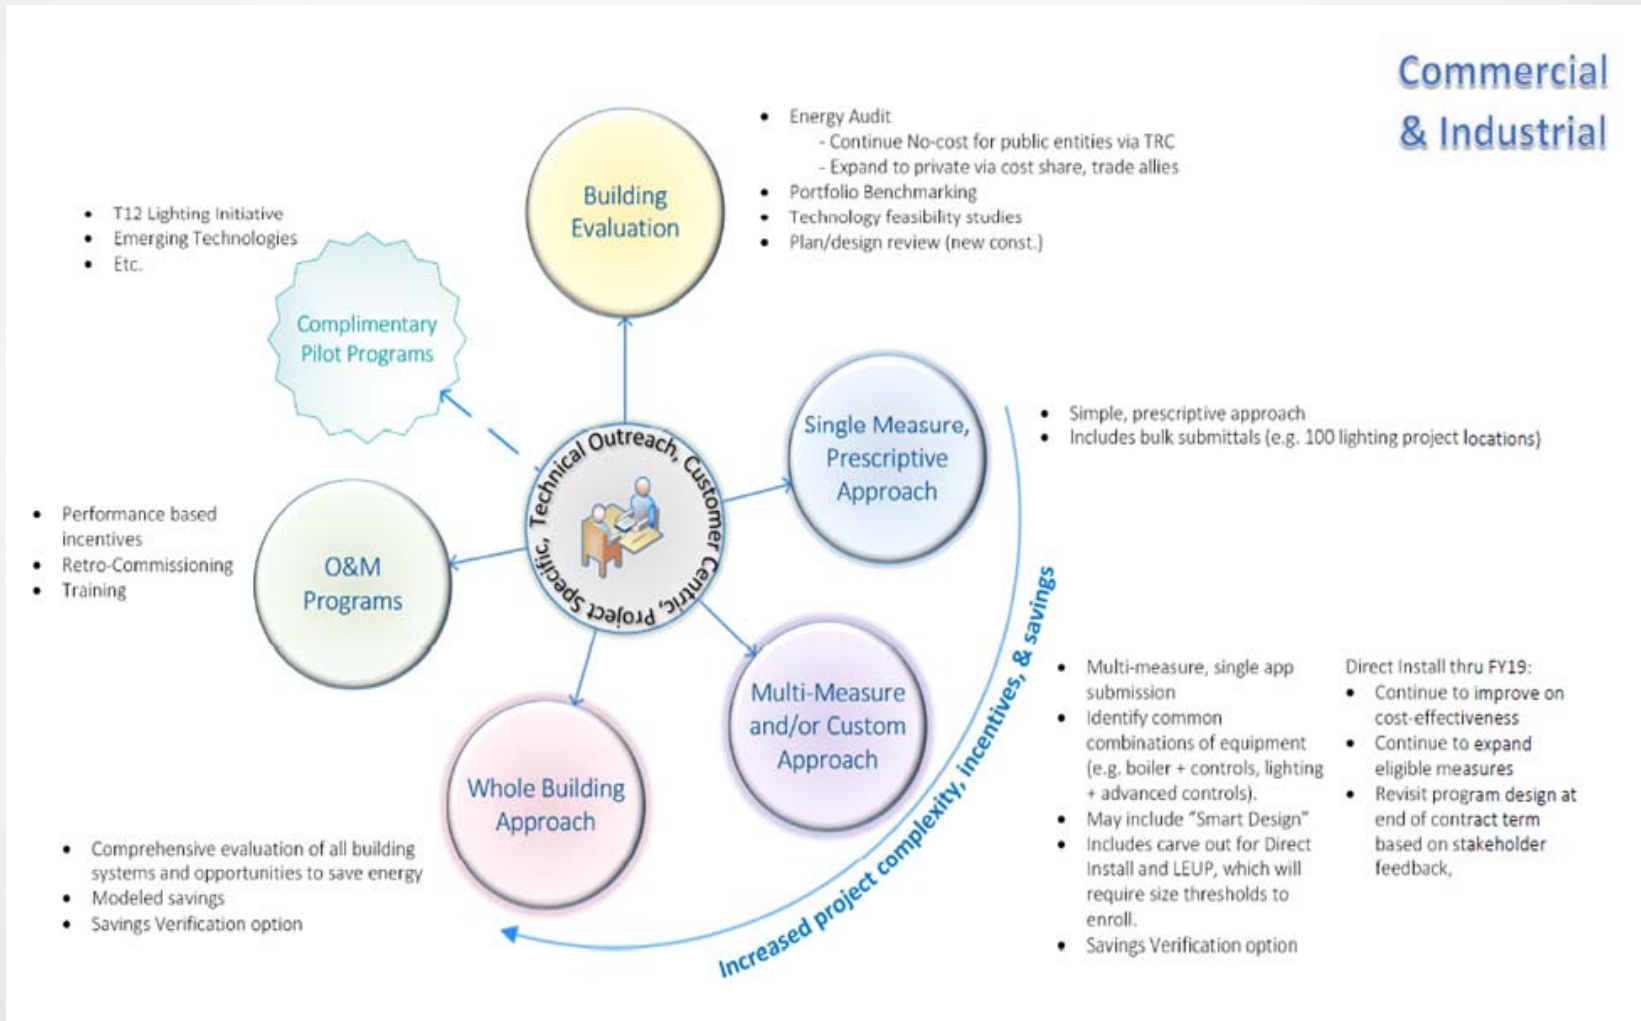 Commercial
& Industrial
Building
Evaluation
• Energy Audit
- Continue No-cost for public entities via TRC
- Expand to private via cost share, trade allies
• Portfolio Benchmarking
• Technology feasibility studies
• Plan/design review (new const.)
• T12 Lighting Initiative
• Emerging Technologies
• Etc.
Complimentary
Pilot Programs
Single Measure,
Prescriptive
Approach
• Simple, prescriptive approach
• Includes bulk submittals (e.g. 100 lighting project locations)
Technical Outreach, Customer Centric, Project Specific,
• Performance based
incentives
• Retro-Commissioning
• Training
O&M
Programs
Multi-Measure
and/or Custom
Approach
• Multi-measure, single app
submission
• Identify common
combinations of equipment
(e.g. boiler + controls, lighting
+ advanced controls).
• May include "Smart Design"
• Includes carve out for Direct
Install and LEUP, which will
require size thresholds to
enroll.
• Savings Verification option
Direct Install thru FY19:
• Continue to improve on
cost-effectiveness
• Continue to expand
eligible measures
• Revisit program design at
end of contract term
based on stakeholder
feedback,
Whole Building
Approach
• Comprehensive evaluation of all building
systems and opportunities to save energy
• Modeled savings
• Savings Verification option
Increased project complexity, incentives, & savings